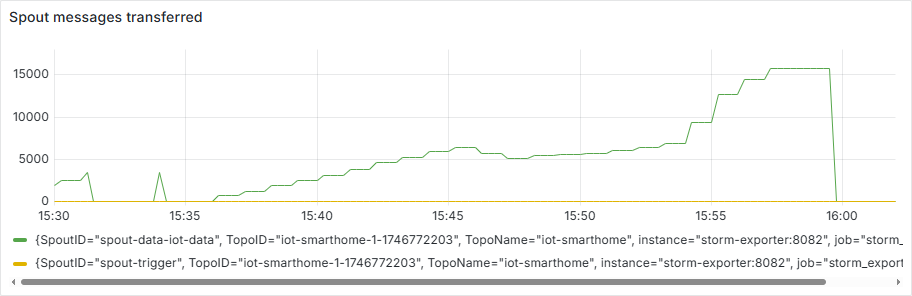 Spout messages transferred
15000
10000
5000
0
15:30 15:35 15:40 15:45 15:50 15:55 16:00
{SpoutID="spout-data-iot-data", TopoID="iot-smarthome-1-1746772203", TopoName="iot-smarthome", instance="storm-exporter:8082", job="storm_
{SpoutID="spout-trigger", TopoID="iot-smarthome-1-1746772203", TopoName="iot-smarthome", instance="storm-exporter:8082", job="storm_export